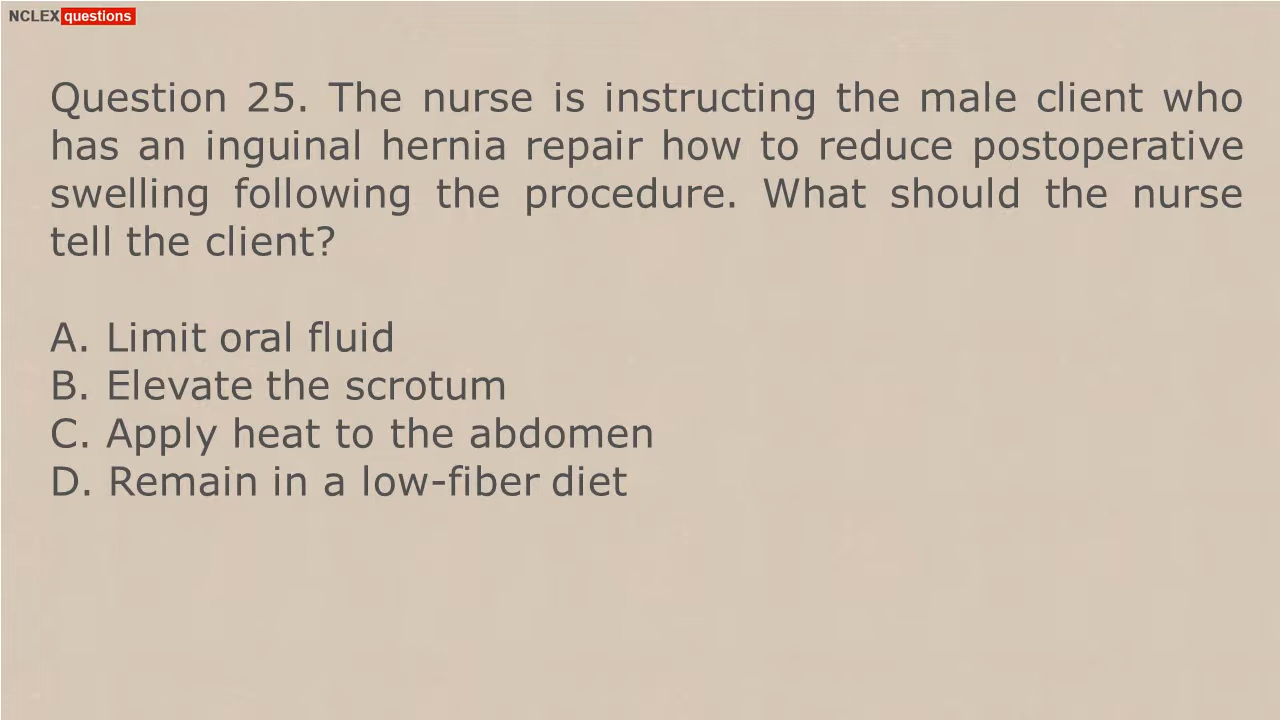 NCLEX questions
Question 25. The nurse is instructing the male client who
has an inguinal hernia repair how to reduce postoperative
swelling following the procedure. What should the nurse
tell the client?
A. Limit oral fluid
B. Elevate the scrotum
C. Apply heat to the abdomen
D. Remain in a low-fiber diet